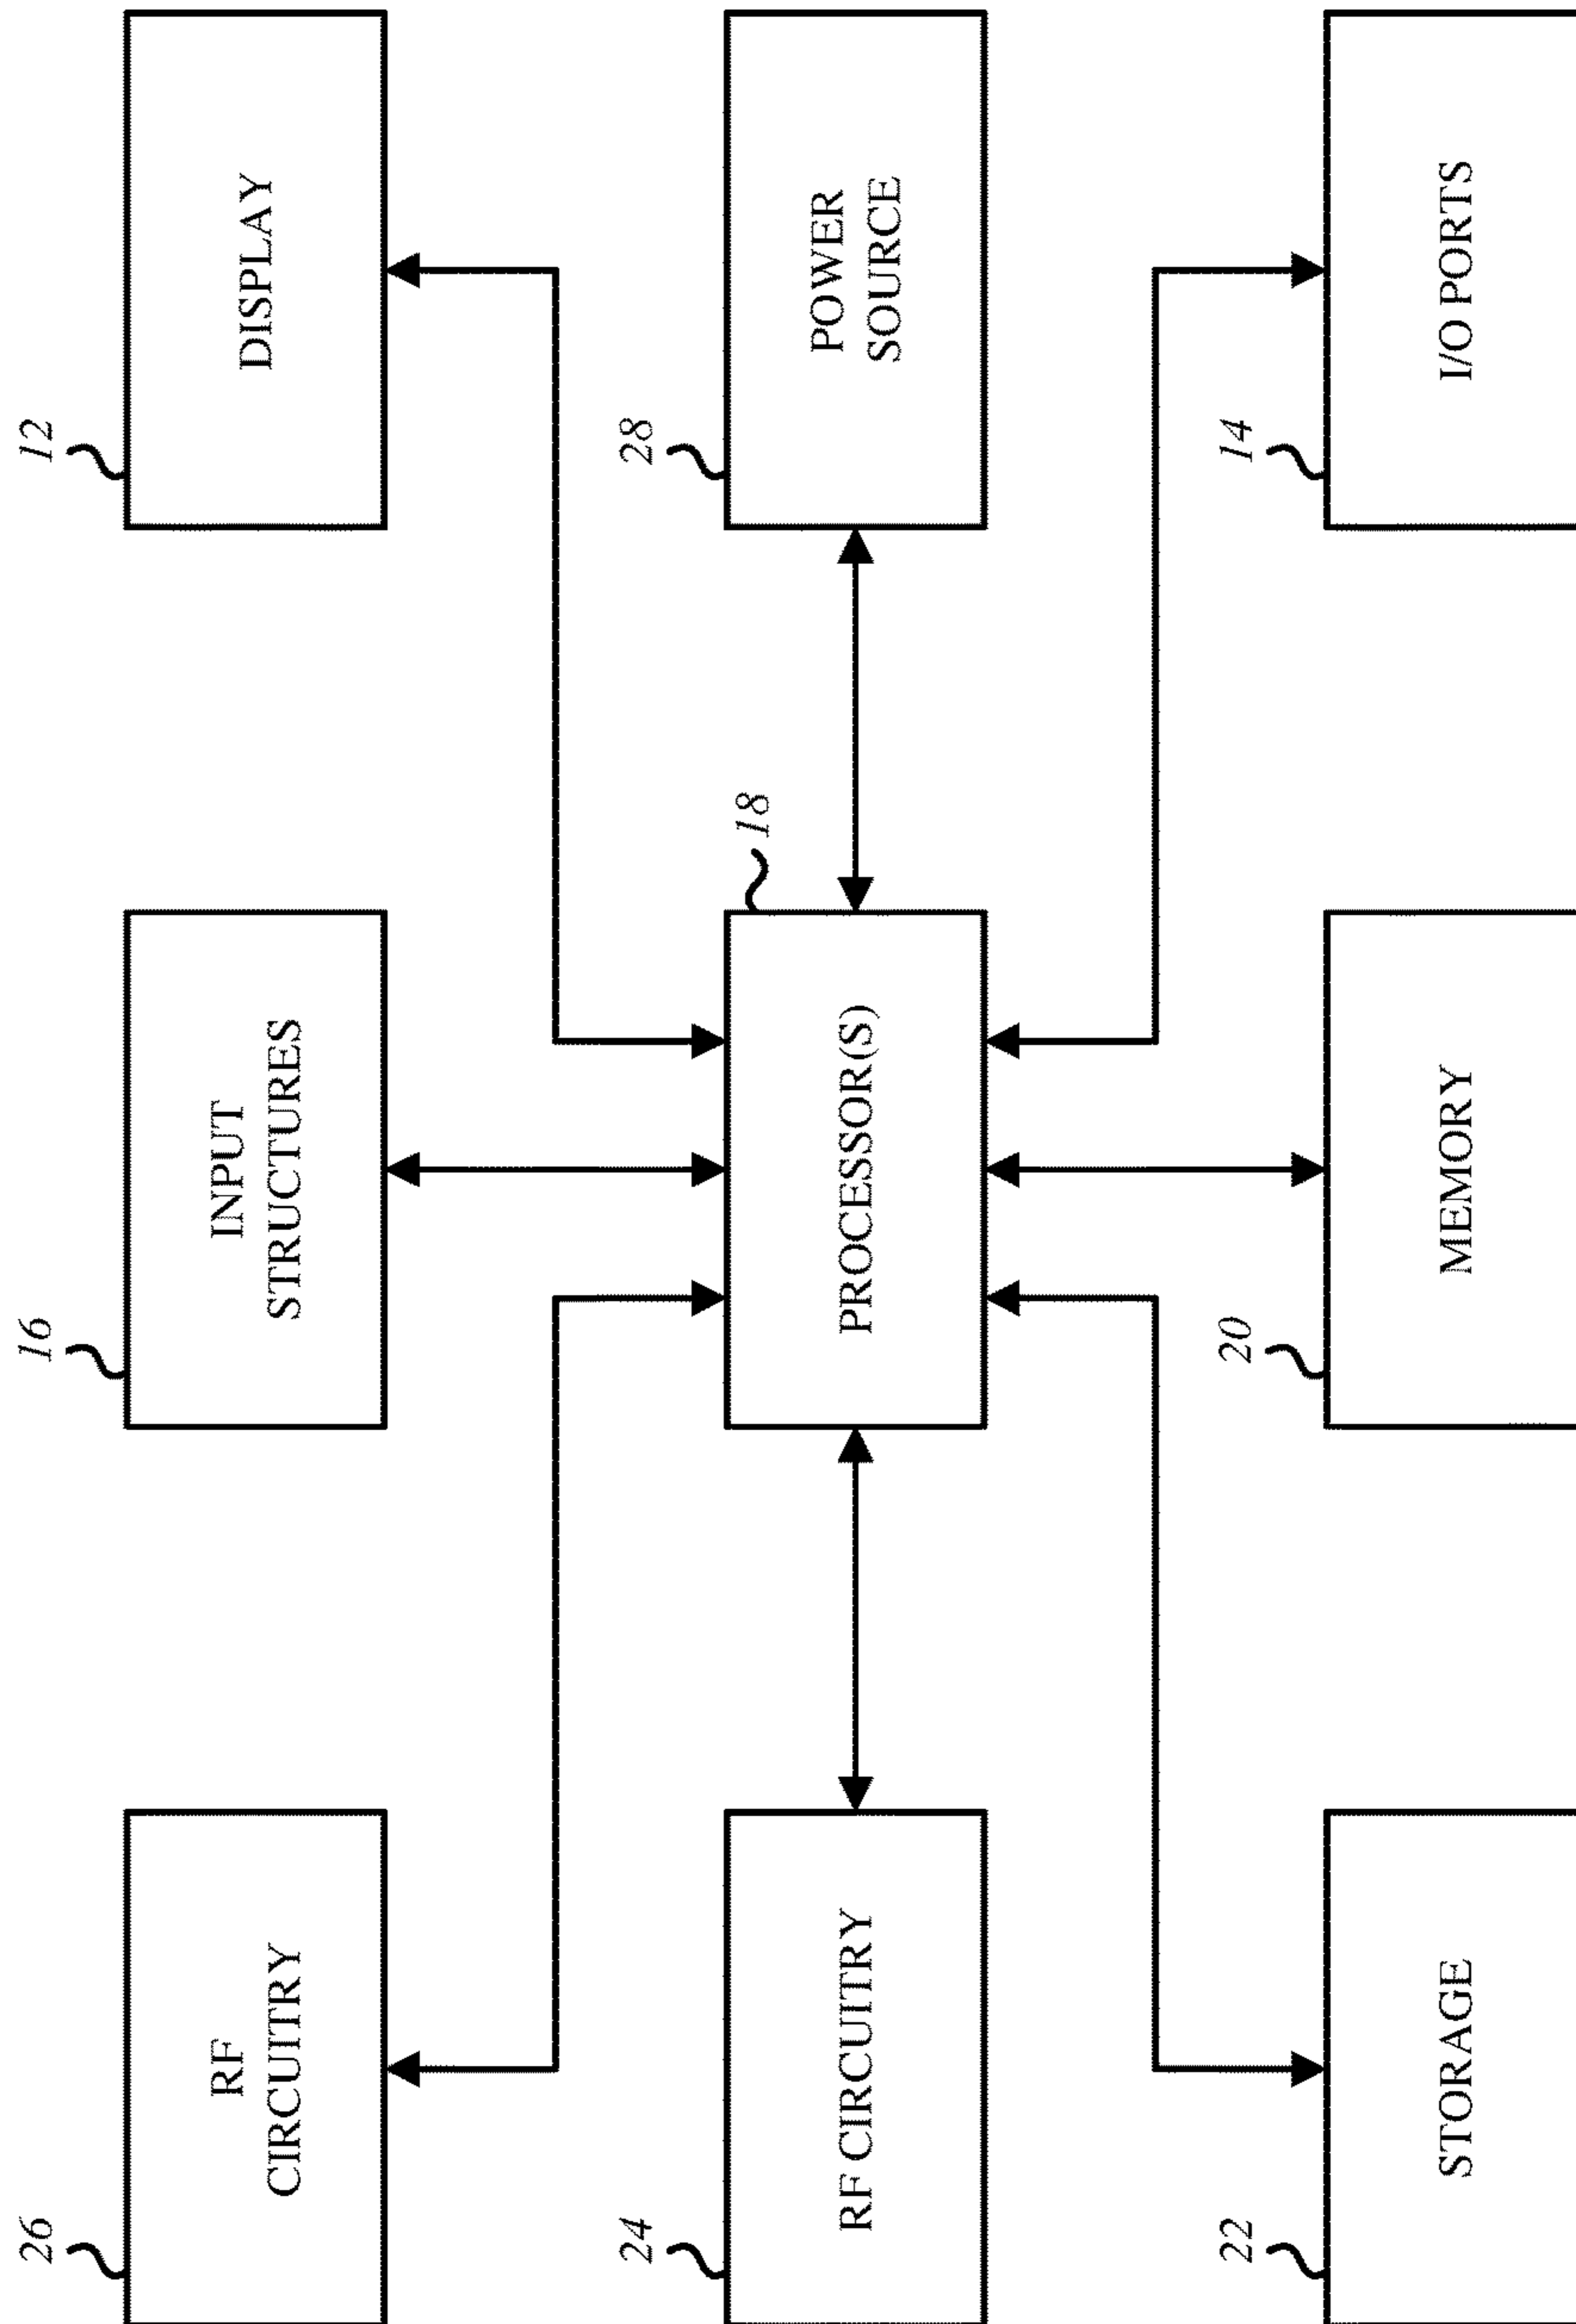 26
RF
CIRCUITRY
16
INPUT
STRUCTURES
12
DISPLAY
24
RF CIRCUITRY
18
PROCESSOR(S)
28
POWER
SOURCE
22
STORAGE
20
MEMORY
14
I/O PORTS